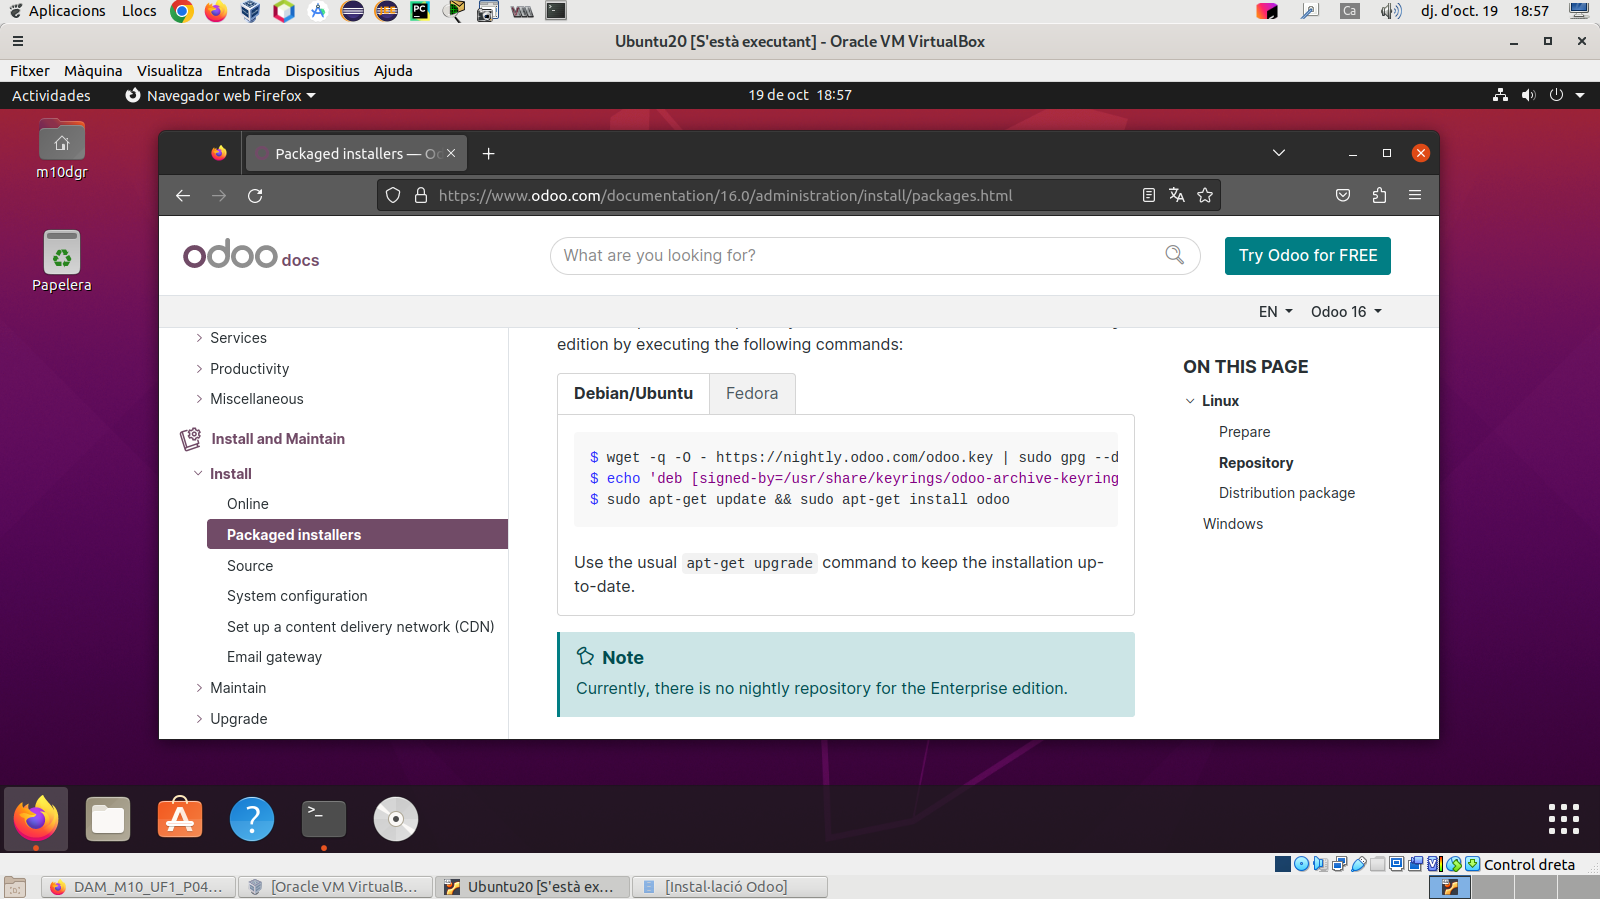 Aplicacions Llocs Ca dj. d'oct. 19 18:57
Ubuntu20 [S'està executant] - Oracle VM VirtualBox
Fitxer Màquina Visualitza Entrada Dispositius Ajuda
Actividades Navegador web Firefox 19 de oct 18:57
m10dgr
Papelera
Packaged installers — Od
https://www.odoo.com/documentation/16.0/administration/install/packages.html
odoo docs
What are you looking for?
Try Odoo for FREE
EN Odoo 16
Services
Productivity
Miscellaneous
Install and Maintain
Install
Online
Packaged installers
Source
System configuration
Set up a content delivery network (CDN)
Email gateway
Maintain
Upgrade
edition by executing the following commands:
Debian/Ubuntu Fedora
$ wget -q -O - https://nightly.odoo.com/odoo.key | sudo gpg --d
$ echo 'deb [signed-by=/usr/share/keyrings/odoo-archive-keyring
$ sudo apt-get update && sudo apt-get install odoo
Use the usual apt-get upgrade command to keep the installation up-
to-date.
Note
Currently, there is no nightly repository for the Enterprise edition.
ON THIS PAGE
Linux
Prepare
Repository
Distribution package
Windows
Control dreta
DAM_M10_UF1_P04... [Oracle VM VirtualB... Ubuntu20 [S'està ex... [Instal·lació Odoo]